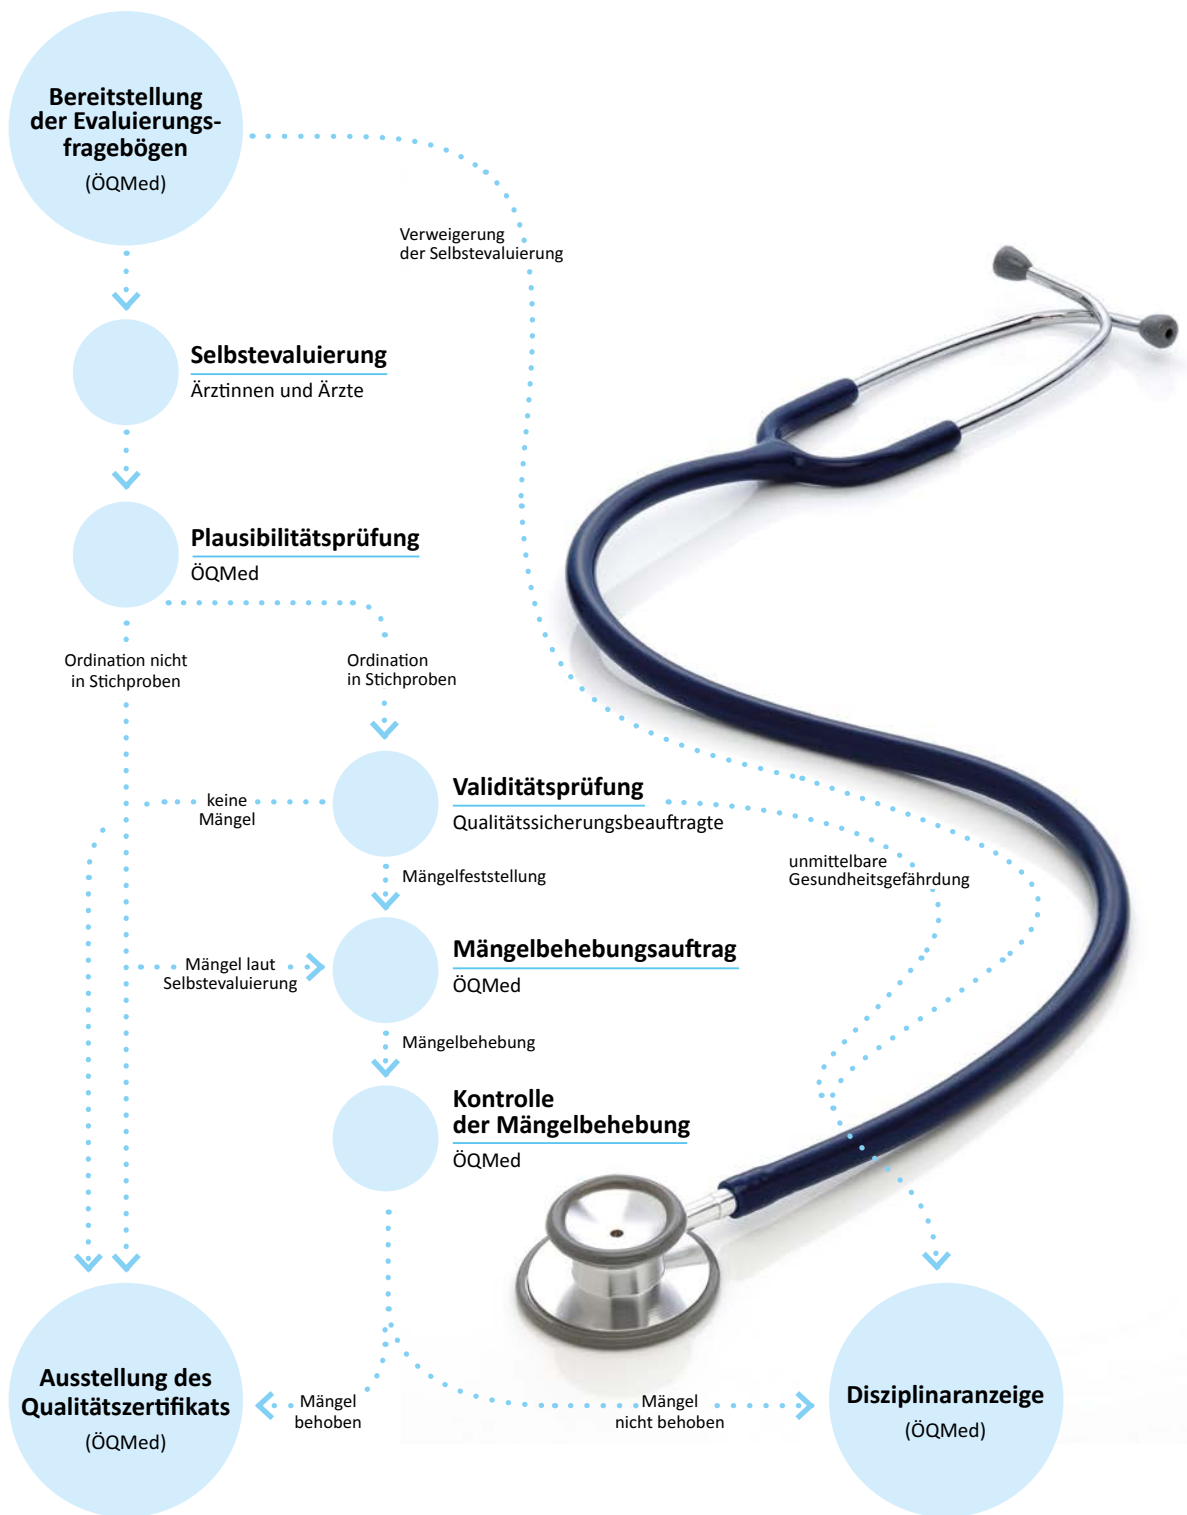 Bereitstellung
der Evaluierungs-
fragebögen
(ÖQMed)
Verweigerung
der Selbstevaluierung
Selbstevaluierung
Ärztinnen und Ärzte
Plausibilitätsprüfung
ÖQMed
Ordination nicht
in Stichproben
Ordination
in Stichproben
Validitätsprüfung
Qualitätssicherungsbeauftragte
keine
Mängel
unmittelbare
Gesundheitsgefährdung
Mängelfeststellung
Mängelbehebungsauftrag
ÖQMed
Mängel laut
Selbstevaluierung
Mängelbehebung
Kontrolle
der Mängelbehebung
ÖQMed
Ausstellung des
Qualitätszertifikats
(ÖQMed)
Mängel
behoben
Mängel
nicht behoben
Disziplinaranzeige
(ÖQMed)